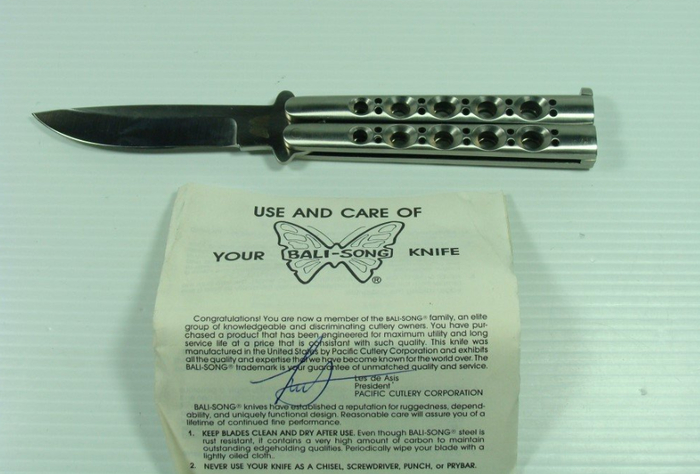 USE AND CARE OF
YOUR BALI-SONG® KNIFE
Congratulations! You are now a member of the BALI-SONG® family, an elite
group of knowledgeable and discriminating cutlery owners. You have pur-
chased a product that has been engineered for maximum utility and long
service life at a price that is consistant with such quality. This knife was
manufactured in the United States by Pacific Cutlery Corporation and exhibits
all the quality and expertise that we have become known for the world over. The
BALI-SONG® trademark is your guarantee of unmatched quality and service.
Les de Asis
President
PACIFIC CUTLERY CORPORATION
BALI-SONG® knives have established a reputation for ruggedness, depend-
ability, and uniquely functional design. Reasonable care will assure you of a
lifetime of continued fine performance.
1. KEEP BLADES CLEAN AND DRY AFTER USE. Even though BALI-SONG® steel is
rust resistant, it contains a very high amount of carbon to maintain
outstanding edgeholding qualities. Periodically wipe your blade with a
lightly oiled cloth.
2. NEVER USE YOUR KNIFE AS A CHISEL, SCREWDRIVER, PUNCH, or PRYBAR.